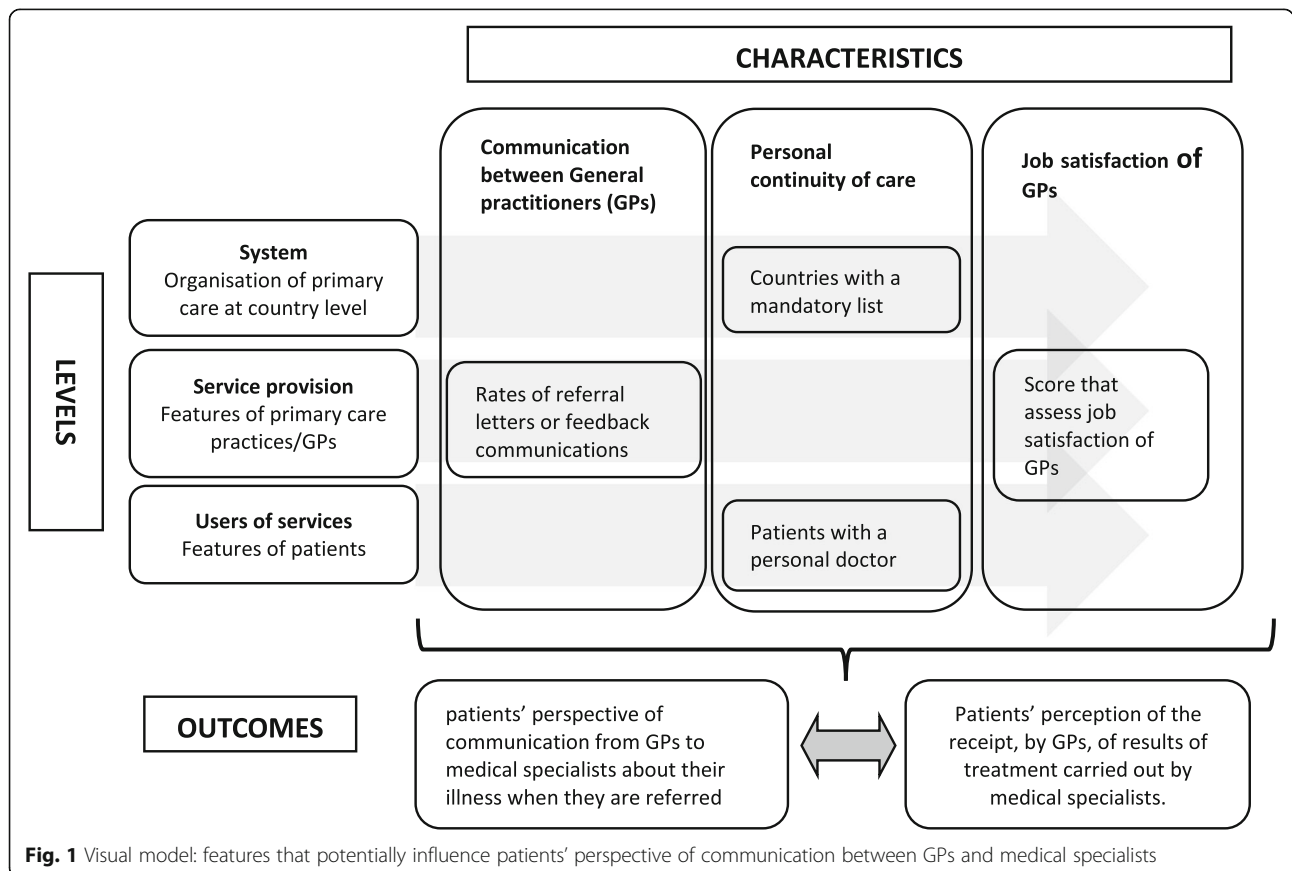 CHARACTERISTICS
Communication
between General
practitioners (GPs)
Personal
continuity of care
Job satisfaction of
GPs
LEVELS
System
Organisation of primary
care at country level
Countries with a
mandatory list
Service provision
Features of primary care
practices/GPs
Rates of referral
letters or feedback
communications
Score that
assess job
satisfaction of
GPs
Users of services
Features of patients
Patients with a
personal doctor
OUTCOMES
patients’ perspective of
communication from GPs to
medical specialists about their
illness when they are referred
Patients’ perception of the
receipt, by GPs, of results of
treatment carried out by
medical specialists.
Fig. 1 Visual model: features that potentially influence patients’ perspective of communication between GPs and medical specialists